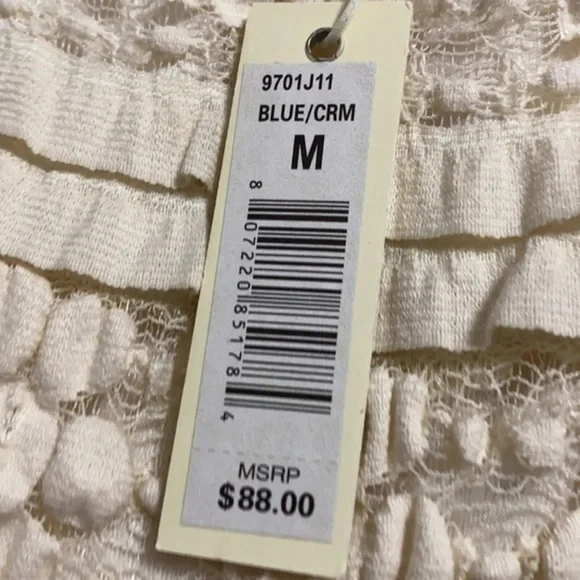 9701J11
BLUE/CRM
M
8 07220 85178 4
MSRP
$88.00